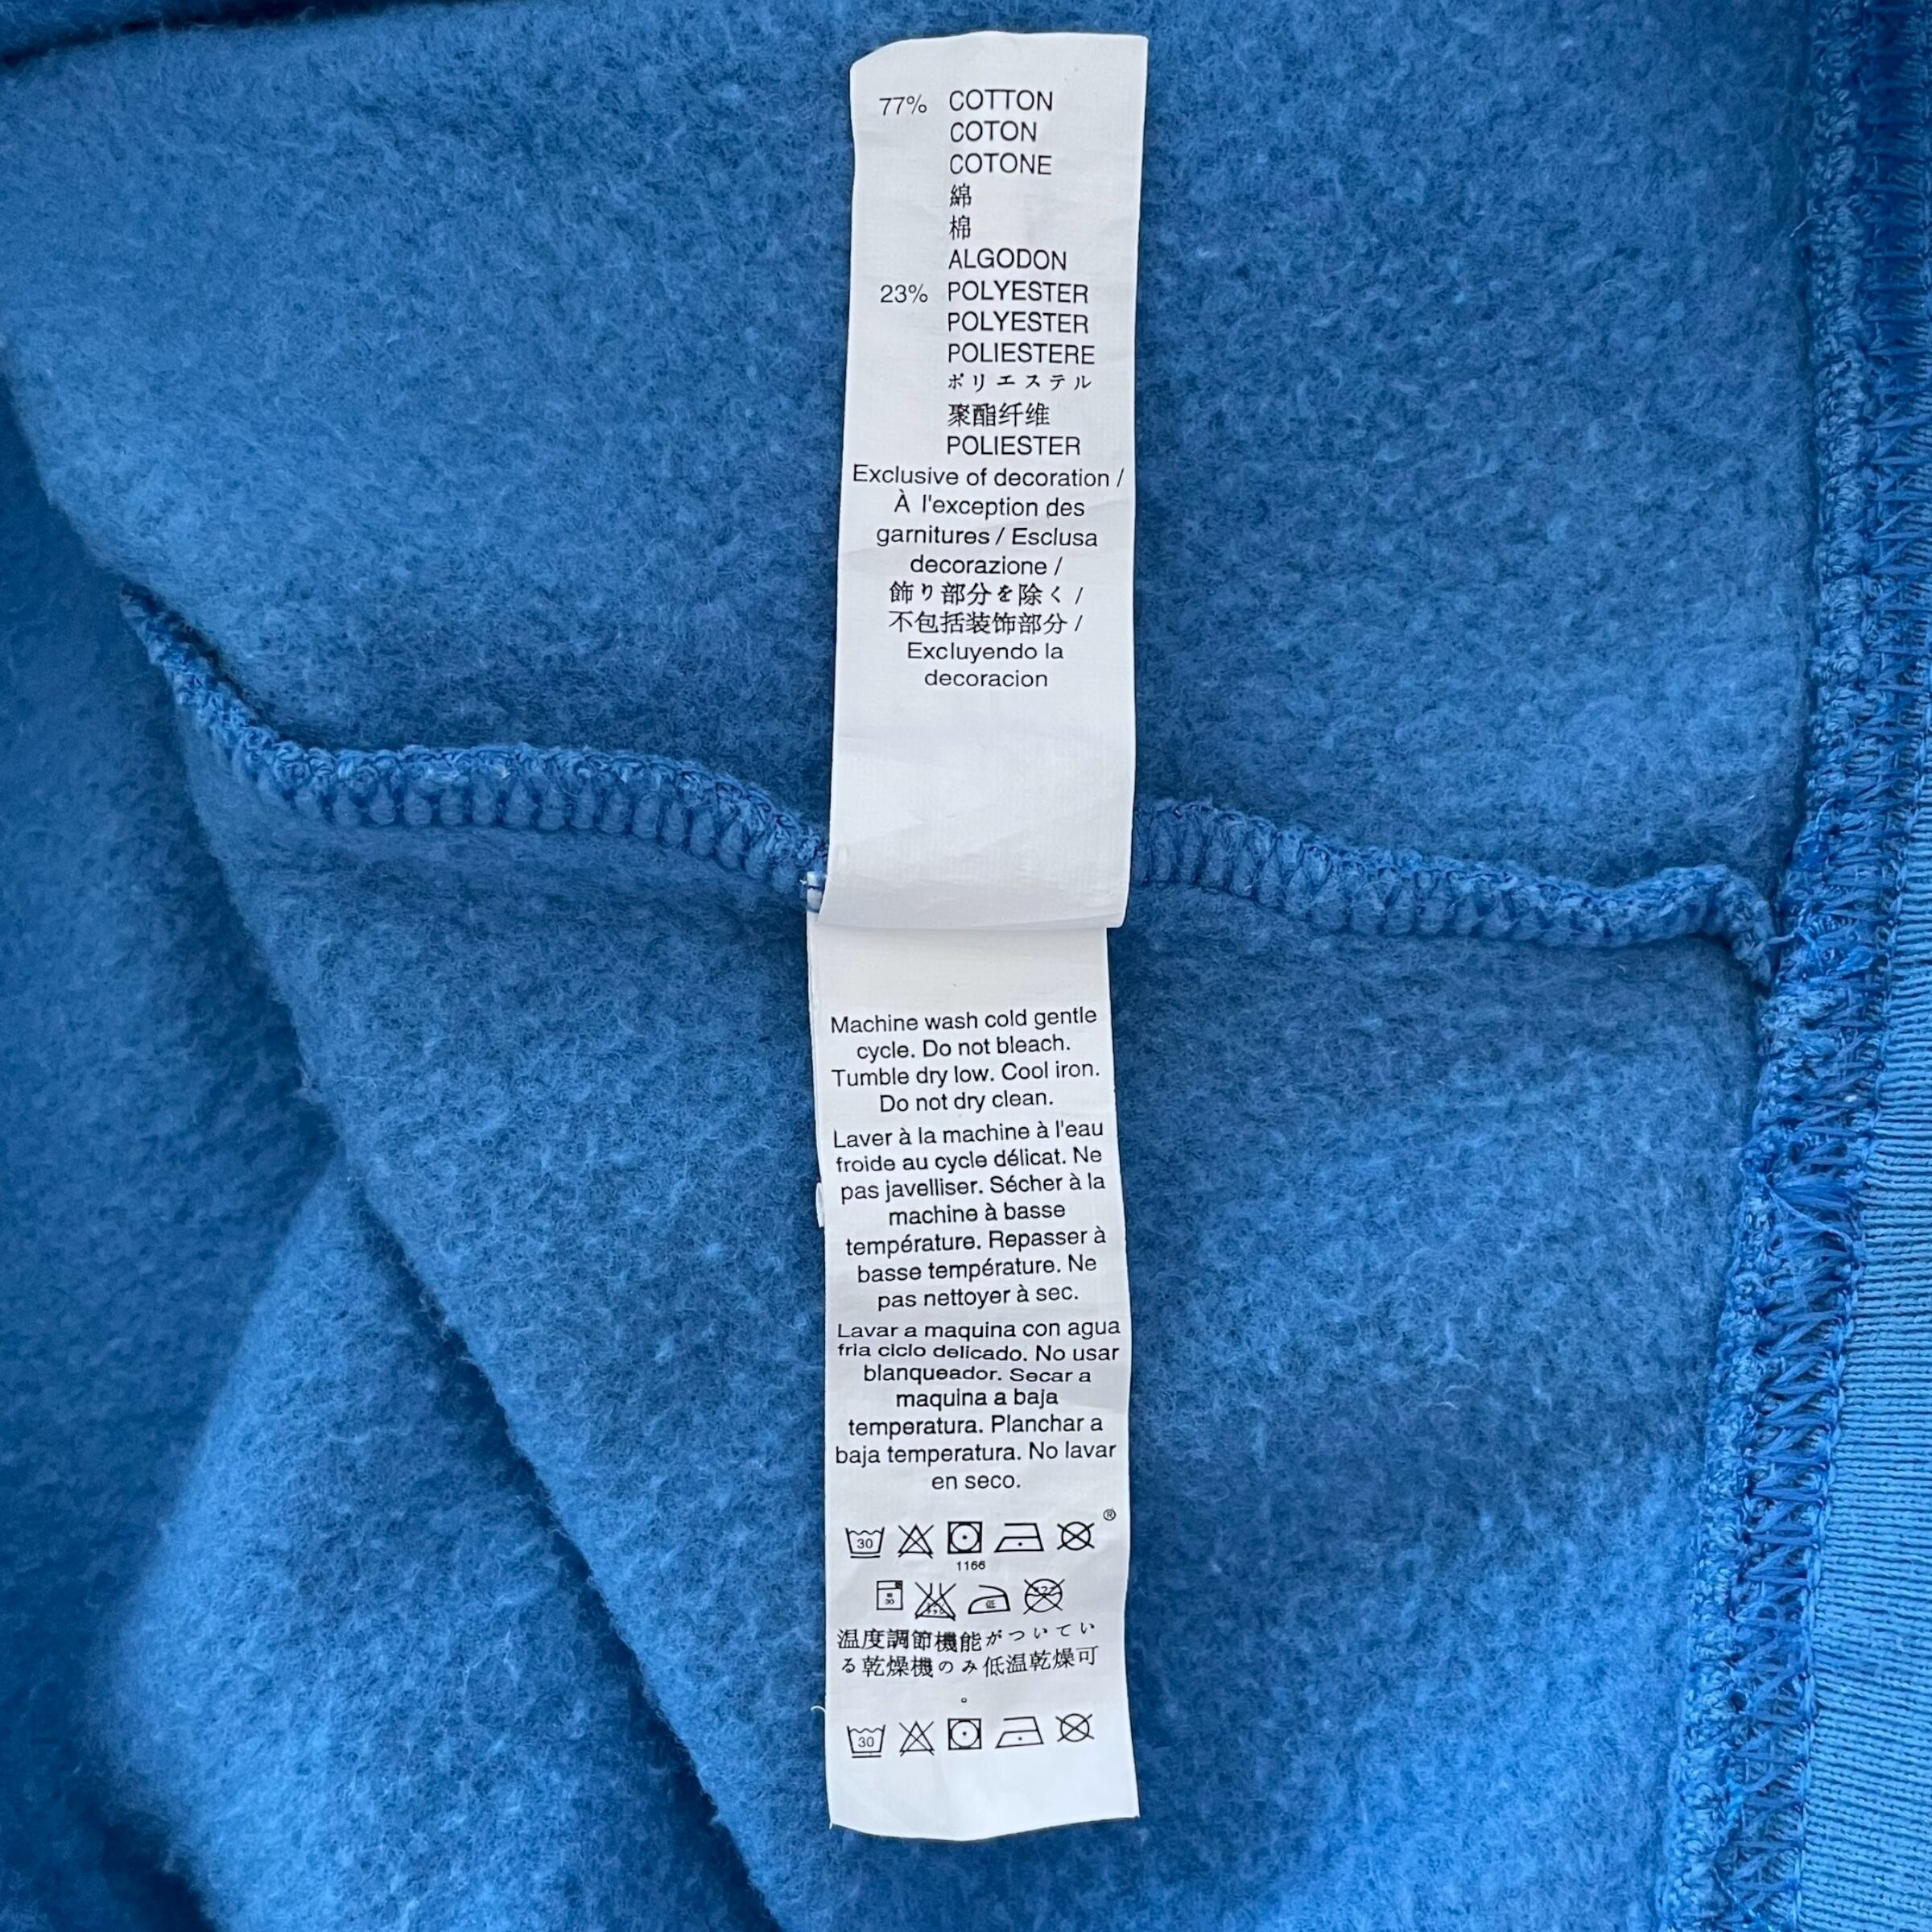 77% COTTON
COTON
COTONE
綿
棉
ALGODON
23% POLYESTER
POLYESTER
POLIESTERE
ポリエステル
聚酯纤维
POLIESTER
Exclusive of decoration /
À l'exception des
garnitures / Esclusa
decorazione /
飾り部分を除く /
不包括装饰部分 /
Excluyendo la
decoracion
Machine wash cold gentle
cycle. Do not bleach.
Tumble dry low. Cool iron.
Do not dry clean.
Laver à la machine à l'eau
froide au cycle délicat. Ne
pas javelliser. Sécher à la
machine à basse
température. Repasser à
basse température. Ne
pas nettoyer à sec.
Lavar a maquina con agua
fria ciclo delicado. No usar
blanqueador. Secar a
maquina a baja
temperatura. Planchar a
baja temperatura. No lavar
en seco.
30 ®
1166
30 低
温度調節機能がついてい
る乾燥機のみ低温乾燥可
。
30